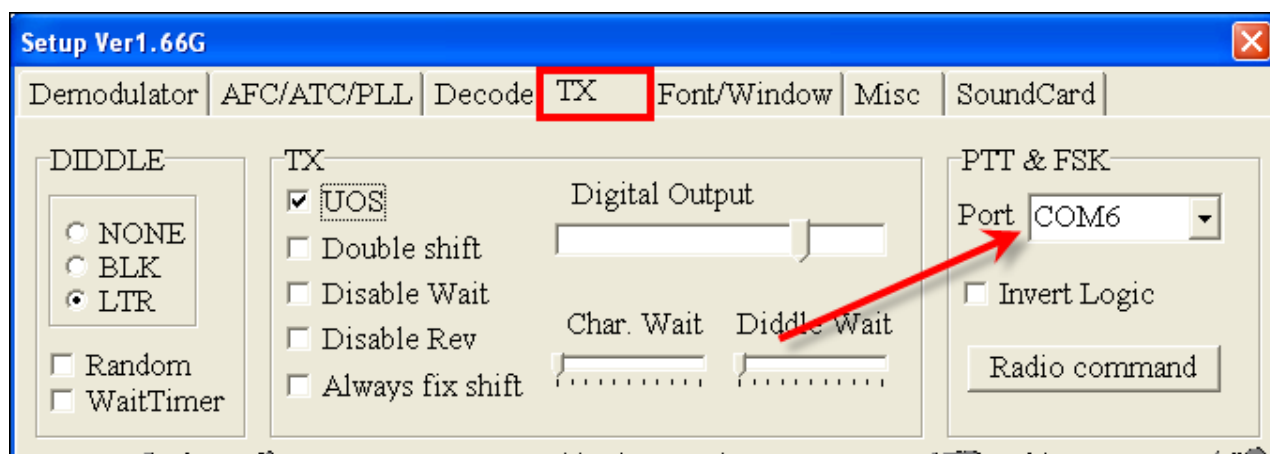 Setup Ver1.66G
Demodulator AFC/ATC/PLL Decode TX Font/Window Misc SoundCard
DIDDLE
NONE
BLK
LTR
Random
WaitTimer
TX
UOS
Double shift
Disable Wait
Disable Rev
Always fix shift
Digital Output
Char. Wait Diddle Wait
PTT & FSK
Port COM6
Invert Logic
Radio command